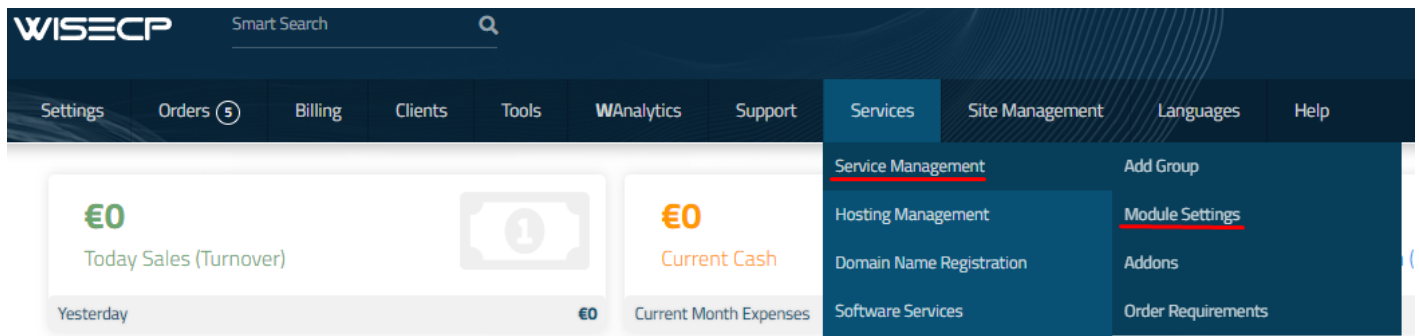 WISECP Smart Search
Settings Orders 5 Billing Clients Tools WAnalytics Support Services Site Management Languages Help
Service Management Add Group
€0 €0 Hosting Management Module Settings
Today Sales (Turnover) Current Cash Domain Name Registration Addons (
Yesterday €0 Current Month Expenses Software Services Order Requirements